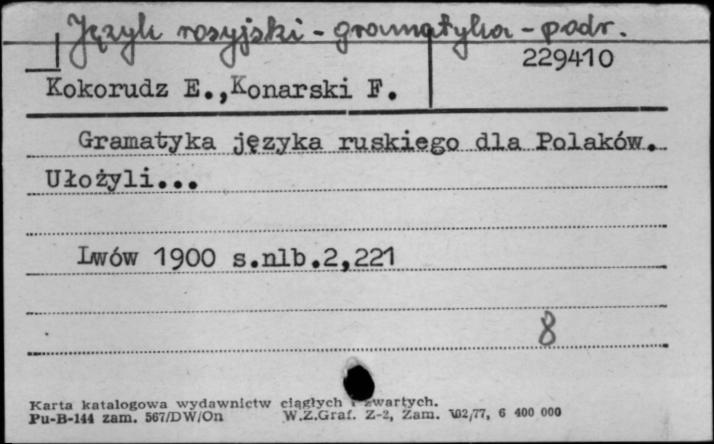 Język rosyjski - gramatyka - podr.
229410
Kokorudz E.,Konarski F.
Gramatyka języka ruskiego dla Polaków.
Ułożyli...
Lwów 1900 s.nlb.2,221
8
Karta katalogowa wydawnictw ciągłych i zwartych.
Pu-B-144 zam. 567/DW/On W.Z.Graf. Z-2, Zam. 102/77, 6 400 000